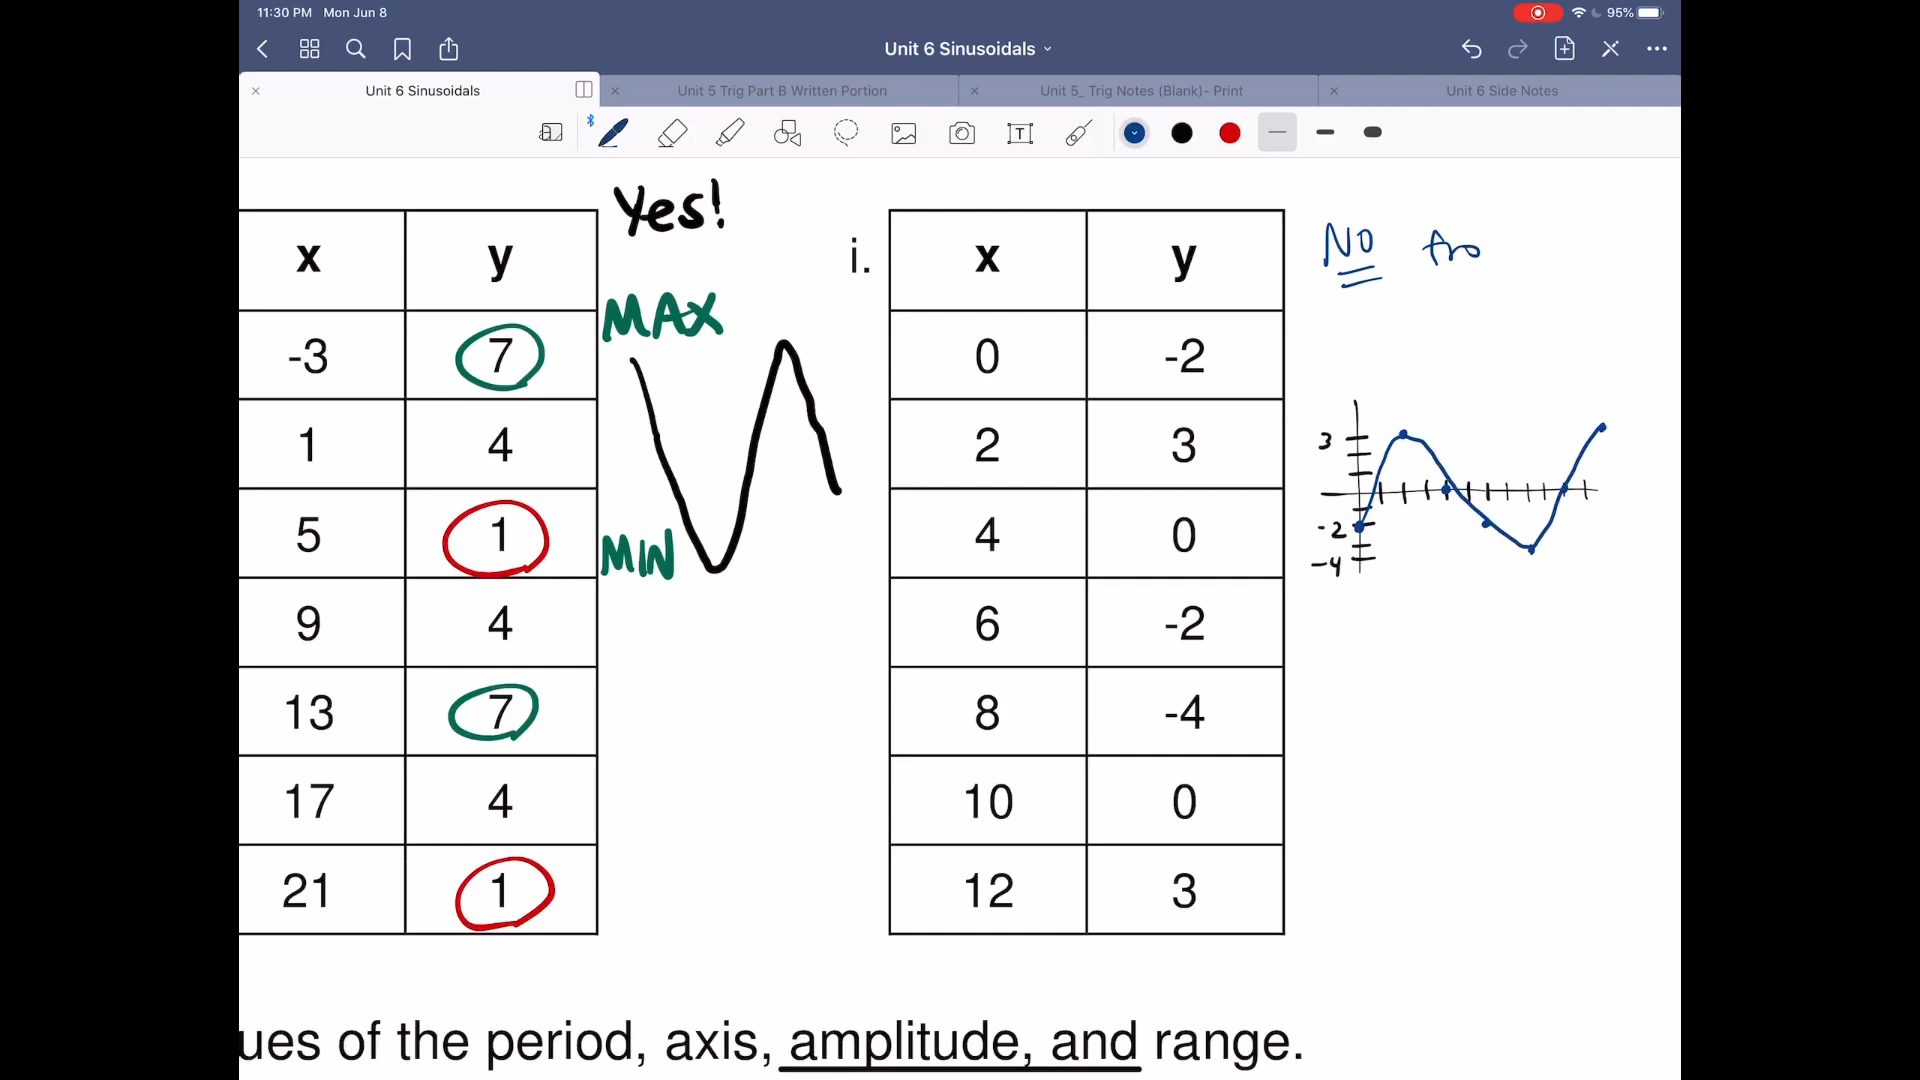 11:30 PM Mon Jun 8
95%
Unit 6 Sinusoidals
Unit 6 Sinusoidals
Unit 5 Trig Part B Written Portion
Unit 5_ Trig Notes (Blank)- Print
Unit 6 Side Notes
T
Yes!
x y
-3 7
1 4
5 1
9 4
13 7
17 4
21 1
MAX
MIN
i.
x y
0 -2
2 3
4 0
6 -2
8 -4
10 0
12 3
NO
3
-2
-4
ues of the period, axis, amplitude, and range.